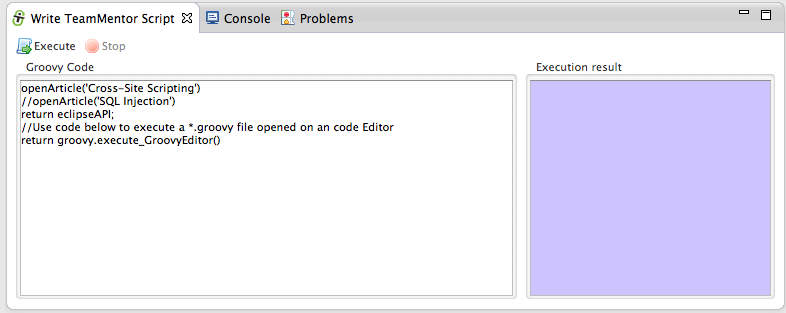 Write TeamMentor Script Console Problems
Execute Stop
Groovy Code Execution result
openArticle('Cross-Site Scripting')
//openArticle('SQL Injection')
return eclipseAPI;
//Use code below to execute a *.groovy file opened on an code Editor
return groovy.execute_GroovyEditor()